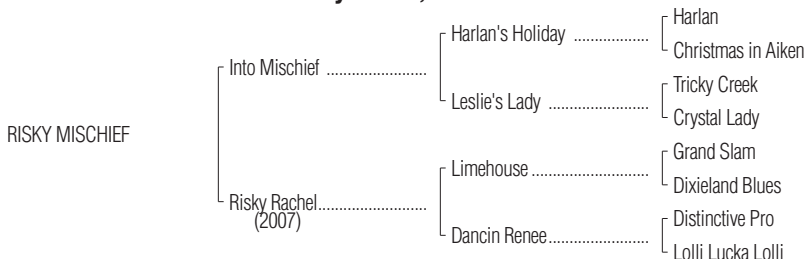 Harlan
Harlan's Holiday ..................
Christmas in Aiken
Into Mischief ........................
Tricky Creek
Leslie's Lady ........................
Crystal Lady
RISKY MISCHIEF
Grand Slam
Limehouse ............................
Dixieland Blues
Risky Rachel..........................
(2007)
Distinctive Pro
Dancin Renee........................
Lolli Lucka Lolli